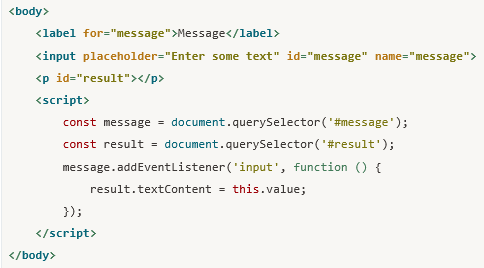 <body>
<label for="message">Message</label>
<input placeholder="Enter some text" id="message" name="message">
<p id="result"></p>
<script>
const message = document.querySelector('#message');
const result = document.querySelector('#result');
message.addEventListener('input', function () {
result.textContent = this.value;
});
</script>
</body>